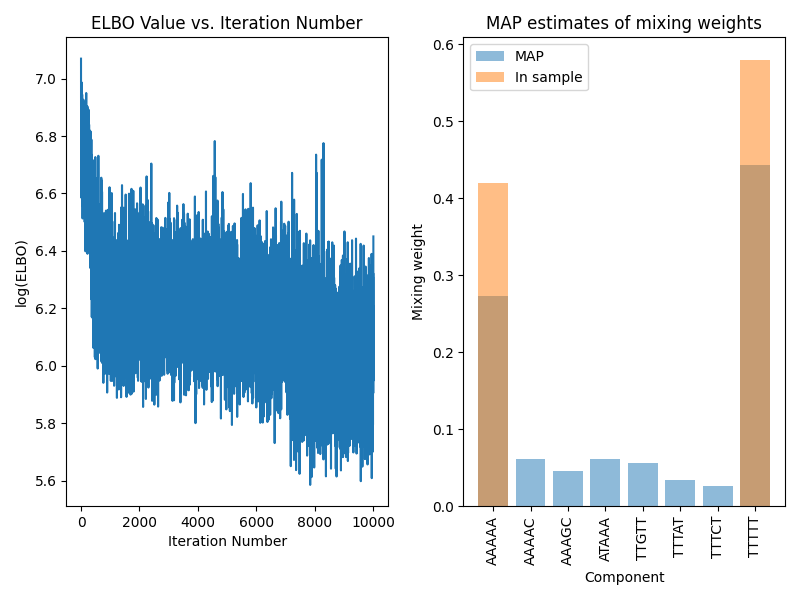 ELBO Value vs. Iteration Number
log(ELBO)
7.0
6.8
6.6
6.4
6.2
6.0
5.8
5.6
0 2000 4000 6000 8000 10000
Iteration Number
MAP estimates of mixing weights
MAP
In sample
Mixing weight
0.6
0.5
0.4
0.3
0.2
0.1
0.0
AAAAA
AAAAC
AAAGC
ATAAA
TTGTT
TTTAT
TTTCT
TTTTT
Component